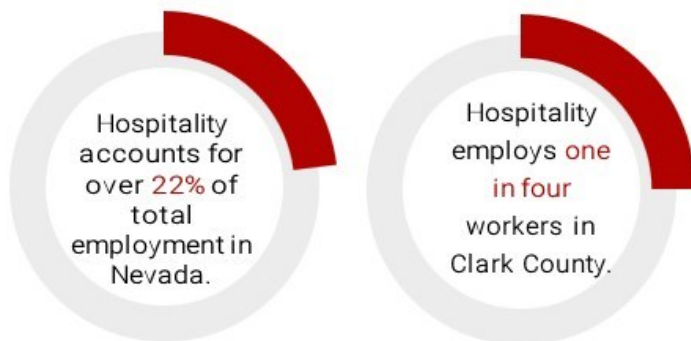 Hospitality
accounts for
over 22% of
total
employment in
Nevada.
Hospitality
employs one
in four
workers in
Clark County.